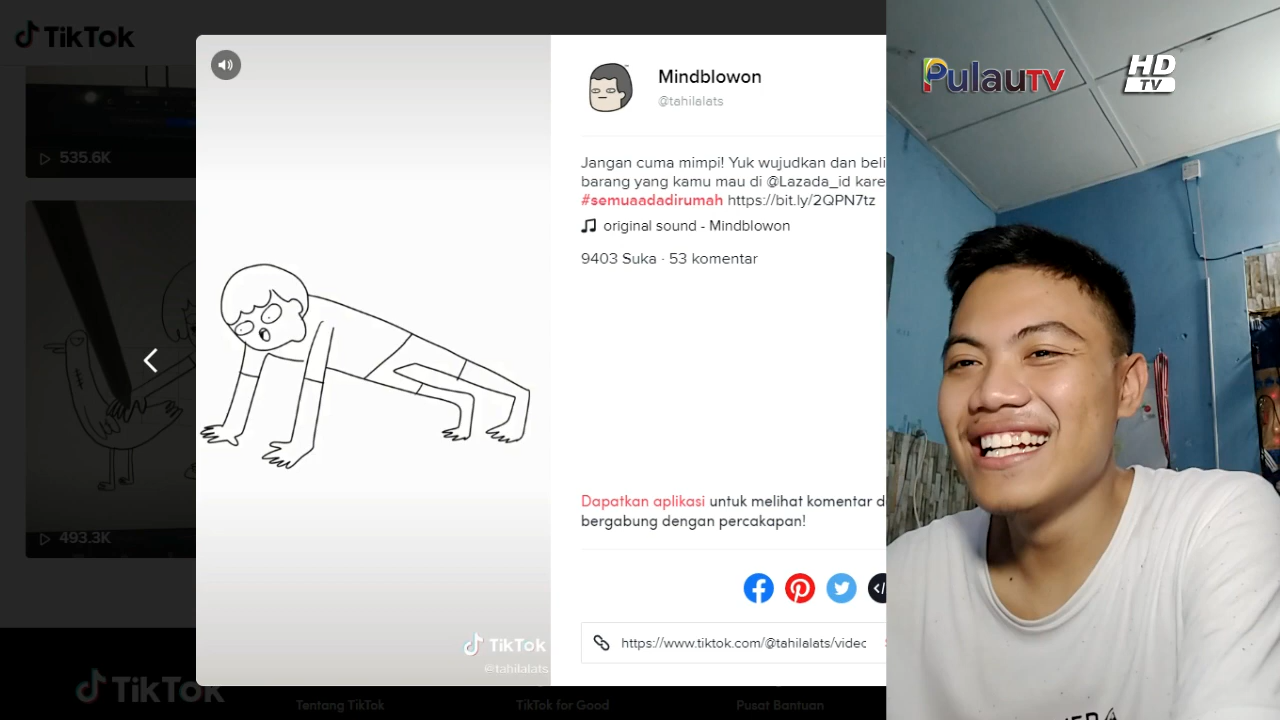 TikTok
535.6K
493.3K
Mindblowon
@tahilalats
Jangan cuma mimpi! Yuk wujudkan dan beli
barang yang kamu mau di @Lazada_id kare
#semuaadadirumah https://bit.ly/2QPN7tz
original sound - Mindblowon
9403 Suka · 53 komentar
Dapatkan aplikasi untuk melihat komentar d
bergabung dengan percakapan!
https://www.tiktok.com/@tahilalats/videc
TikTok
@tahilalats
TikTok
Tentang TikTok
TikTok for Good
Pusat Bantuan
PulauTV
HD
TV